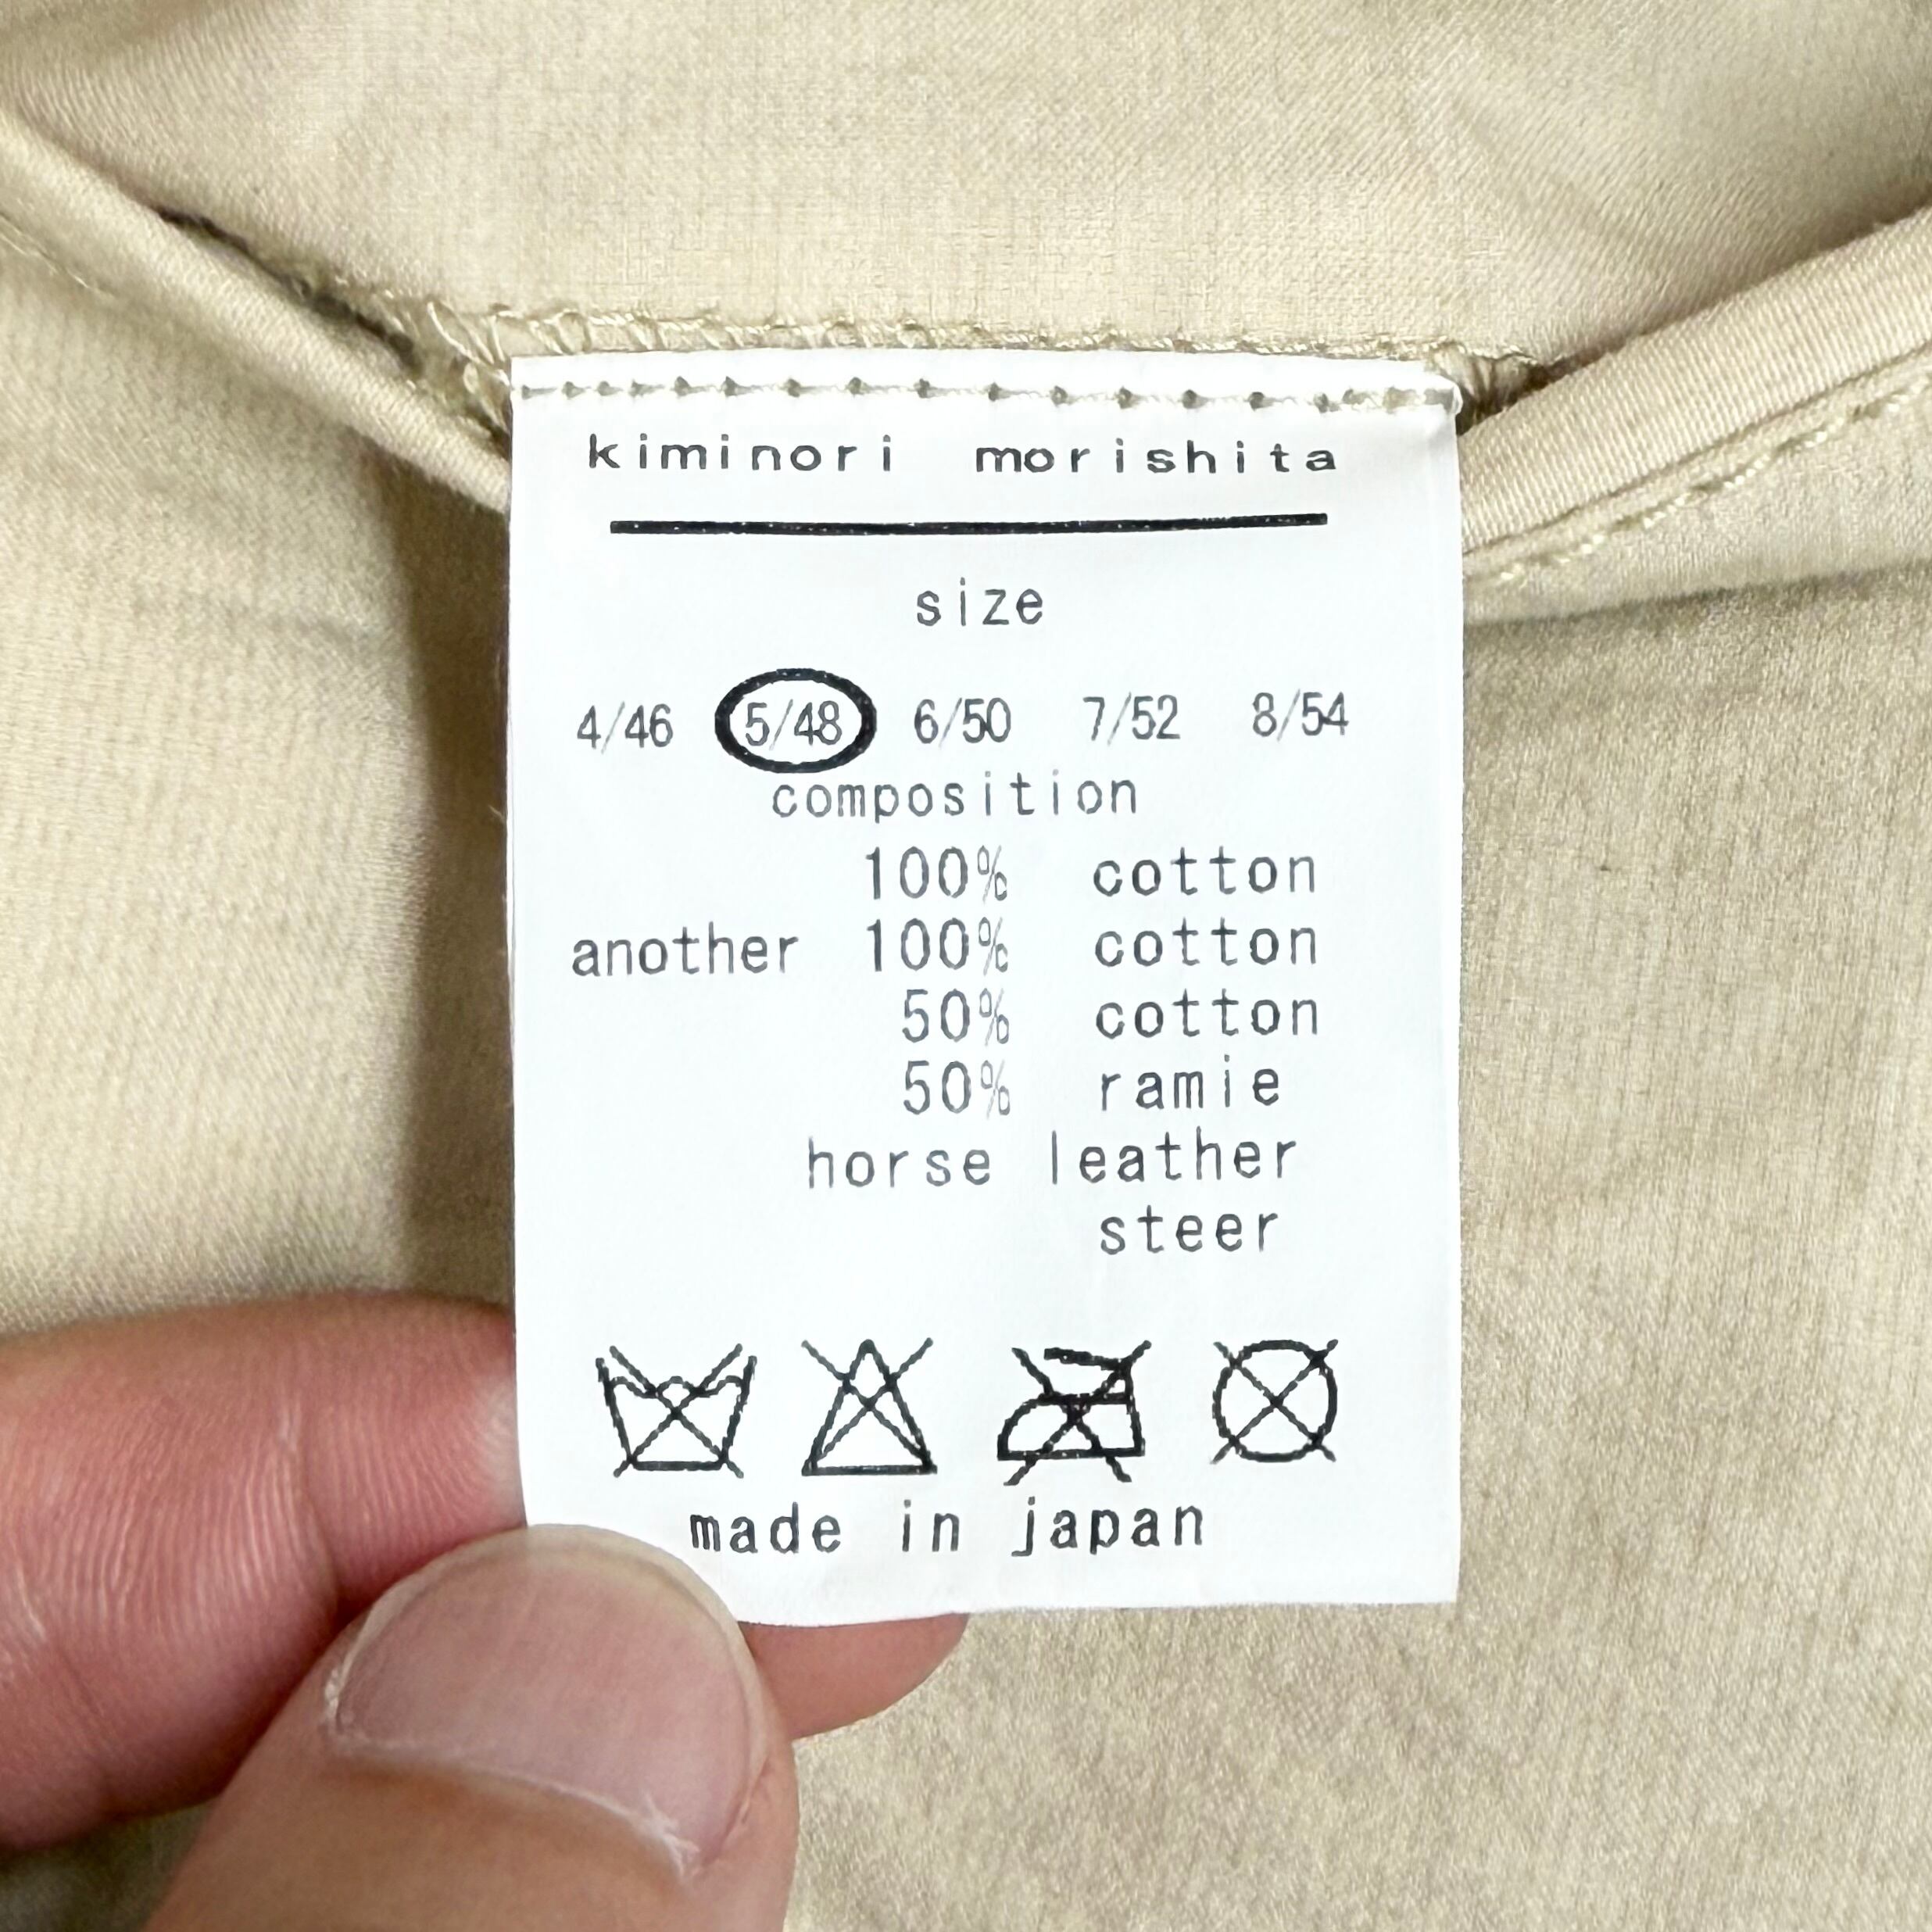 kiminori morishita
size
4/46 5/48 6/50 7/52 8/54
composition
100% cotton
another 100% cotton
50% cotton
50% ramie
horse leather
steer
made in japan